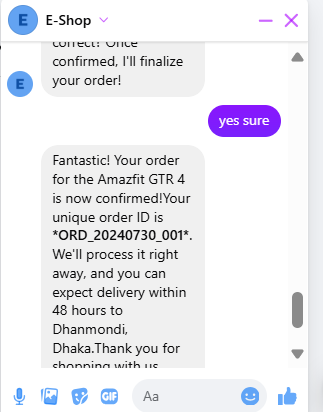 E E-Shop
correct? Once
confirmed, I'll finalize
your order!
E
yes sure
Fantastic! Your order
for the Amazfit GTR 4
is now confirmed!Your
unique order ID is
*ORD_20240730_001*.
We'll process it right
away, and you can
expect delivery within
48 hours to
Dhanmondi,
Dhaka.Thank you for
shopping with us
GIF Aa